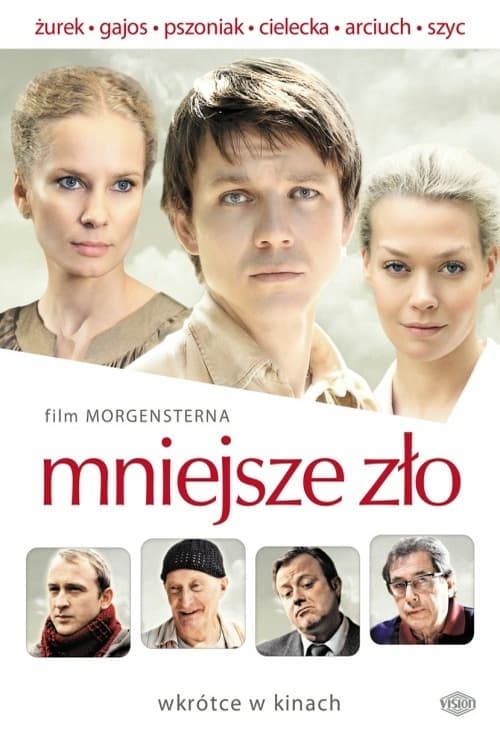 żurek • gajos • pszoniak • cielecka • arciuch • szyc
film MORGENSTERNA
mniejsze zło
wkrótce w kinach
VISION